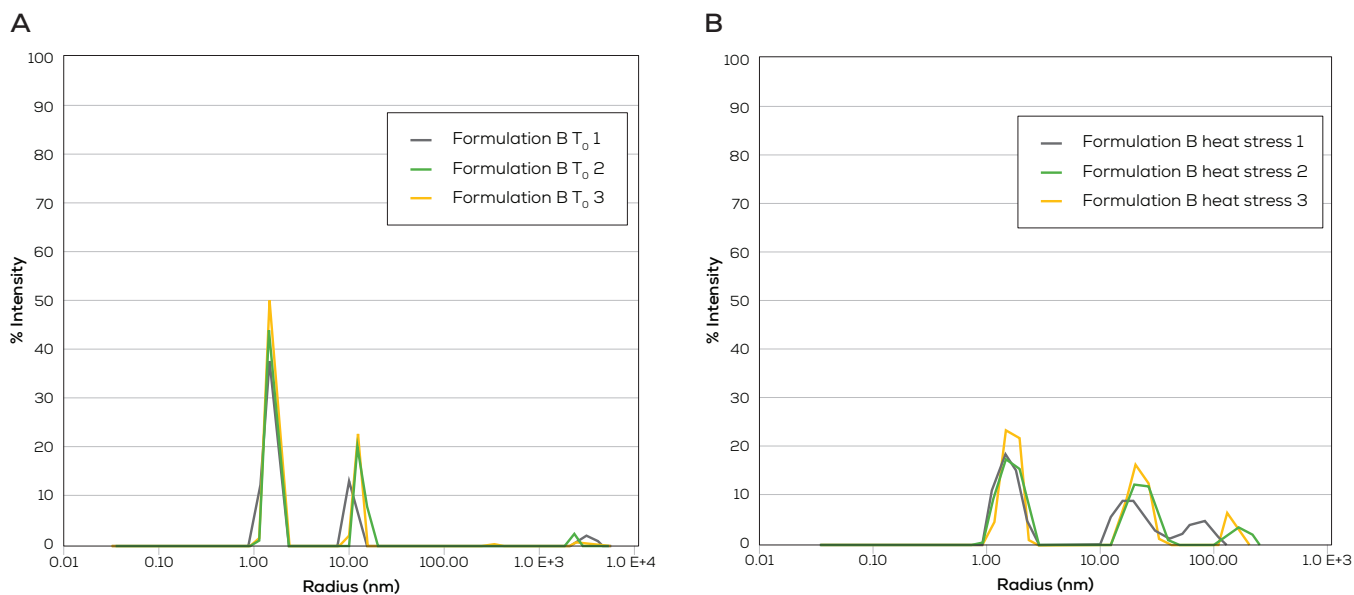 A
100
90
80
70
60
50
40
30
20
10
0
% Intensity
0.01
0.10
1.00
10.00
100.00
1.0 E+3
1.0 E+4
Radius (nm)
Formulation B T₀ 1
Formulation B T₀ 2
Formulation B T₀ 3
B
100
90
80
70
60
50
40
30
20
10
0
% Intensity
0.01
0.10
1.00
10.00
100.00
1.0 E+3
Radius (nm)
Formulation B heat stress 1
Formulation B heat stress 2
Formulation B heat stress 3